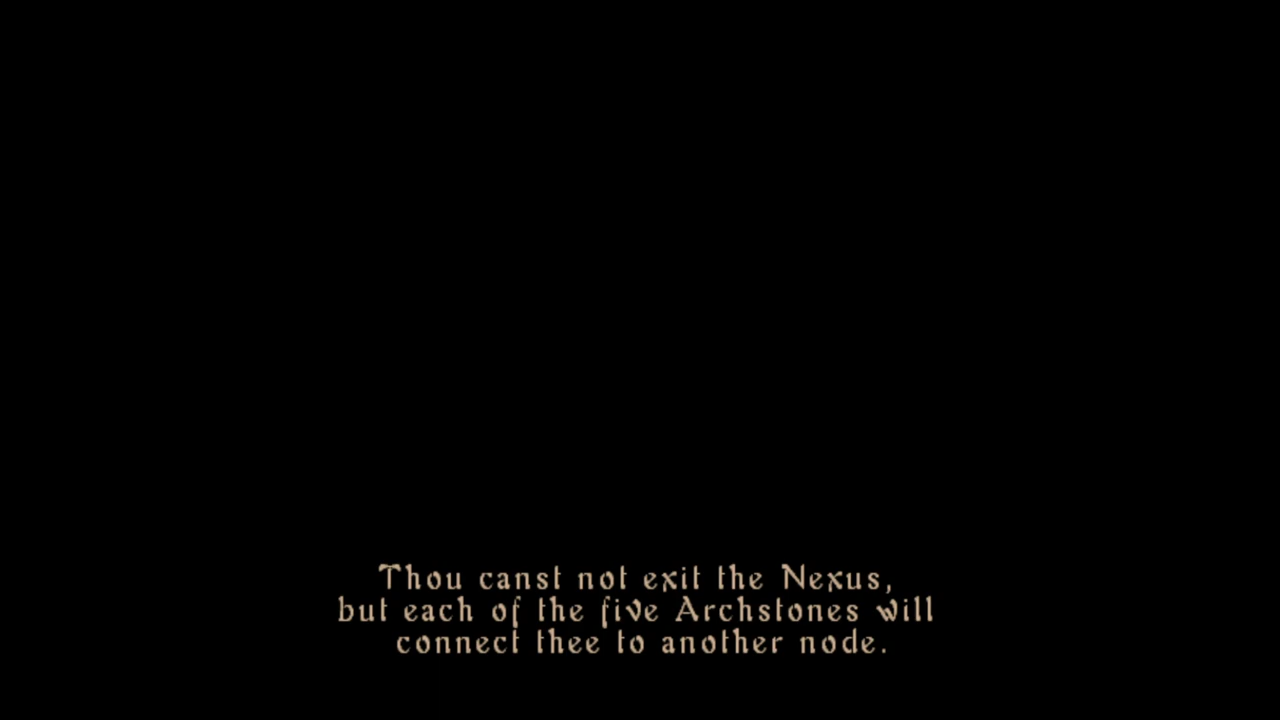 Thou canst not exit the Nexus,
but each of the five Archstones will
connect thee to another node.